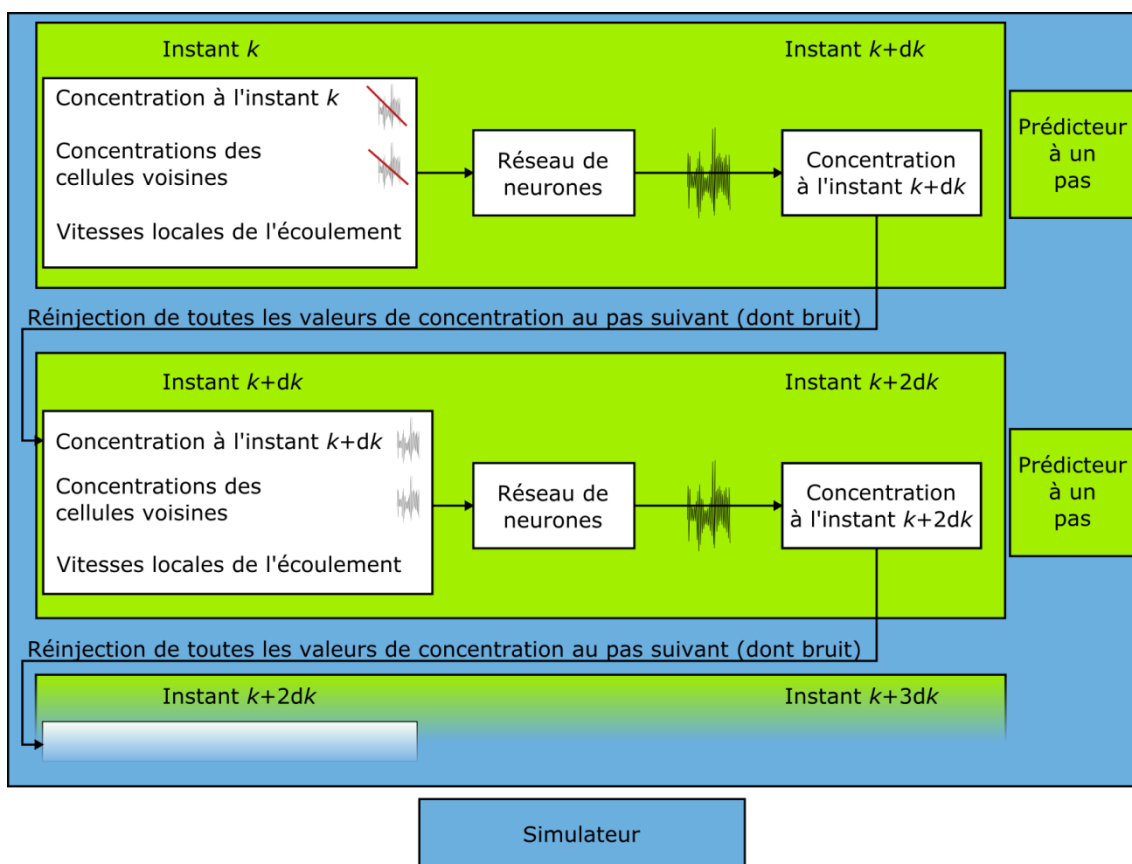 Instant k
Instant k+dk
Concentration à l'instant k
Concentrations des
cellules voisines
Vitesses locales de l'écoulement
Réseau de
neurones
Concentration
à l'instant k+dk
Prédicteur
à un
pas
Réinjection de toutes les valeurs de concentration au pas suivant (dont bruit)
Instant k+dk
Instant k+2dk
Concentration à l'instant k+dk
Concentrations des
cellules voisines
Vitesses locales de l'écoulement
Réseau de
neurones
Concentration
à l'instant k+2dk
Prédicteur
à un
pas
Réinjection de toutes les valeurs de concentration au pas suivant (dont bruit)
Instant k+2dk
Instant k+3dk
Simulateur